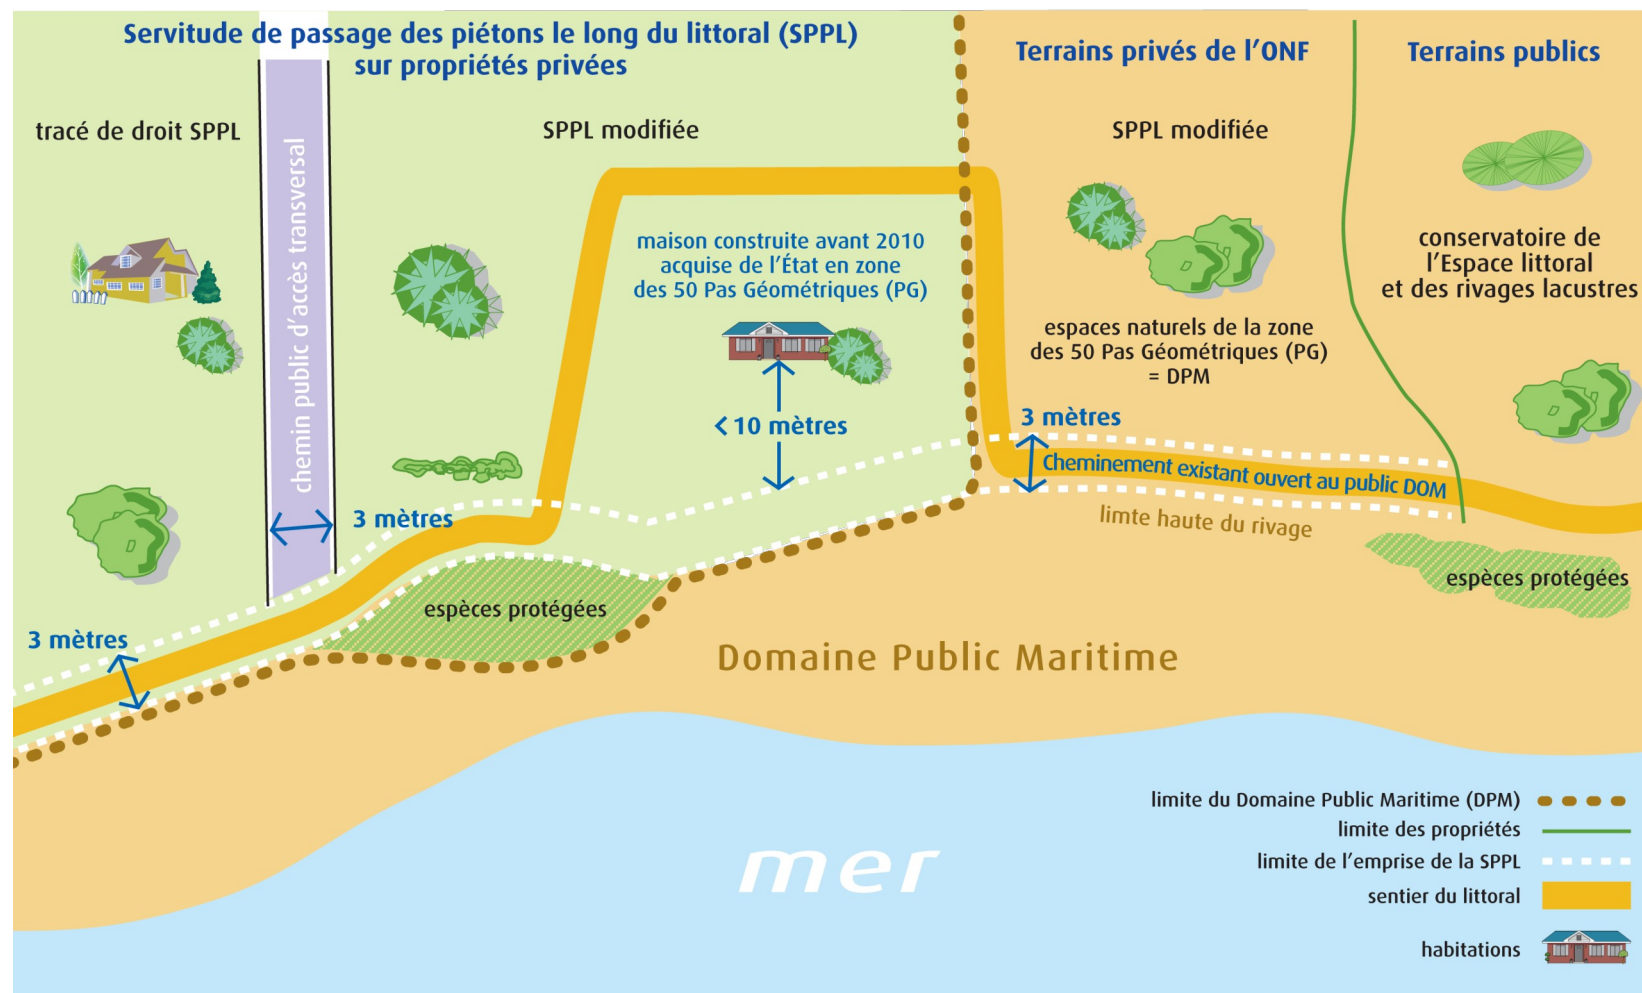 Servitude de passage des piétons le long du littoral (SPPL)
sur propriétés privées
Terrains privés de l'ONF
Terrains publics
tracé de droit SPPL
SPPL modifiée
SPPL modifiée
chemin public d'accès transversal
maison construite avant 2010
acquise de l'État en zone
des 50 Pas Géométriques (PG)
conservatoire de
l'Espace littoral
et des rivages lacustres
espaces naturels de la zone
des 50 Pas Géométriques (PG)
= DPM
< 10 mètres
3 mètres
Cheminement existant ouvert au public DOM
limte haute du rivage
3 mètres
espèces protégées
espèces protégées
3 mètres
Domaine Public Maritime
mer
limite du Domaine Public Maritime (DPM)
limite des propriétés
limite de l'emprise de la SPPL
sentier du littoral
habitations